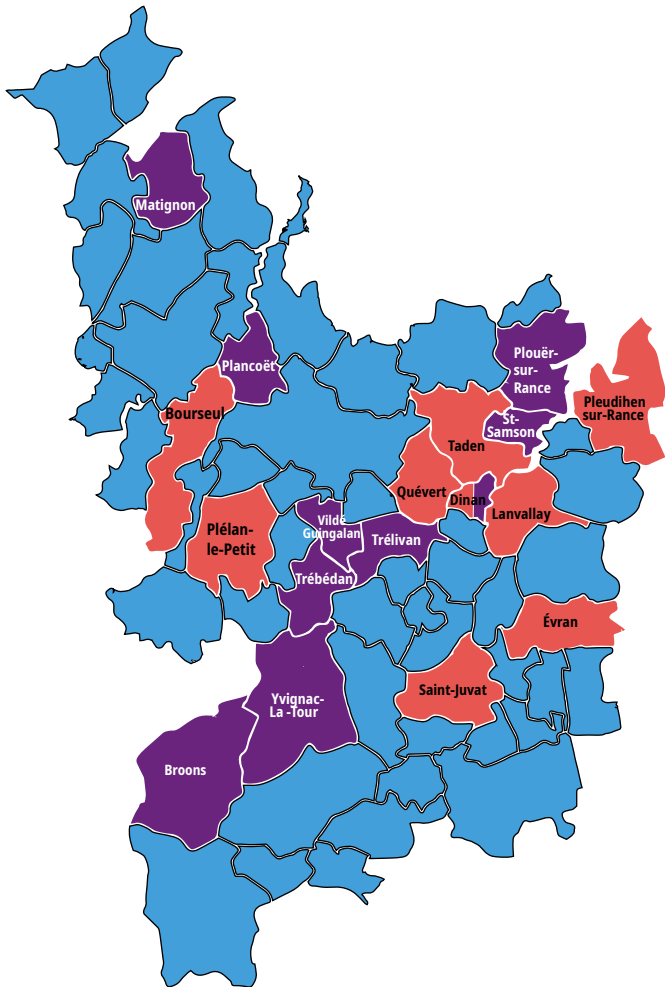 Matignon
Plancoët
Plouër-
sur-
Rance
Pleudihen
sur-Rance
Bourseul
St-
Samson
Taden
Quévert
Dinan
Lanvallay
Vildé
Guingalan
Plélan-
le-Petit
Trélivan
Trébédan
Évran
Saint-Juvat
Yvignac-
La -Tour
Broons